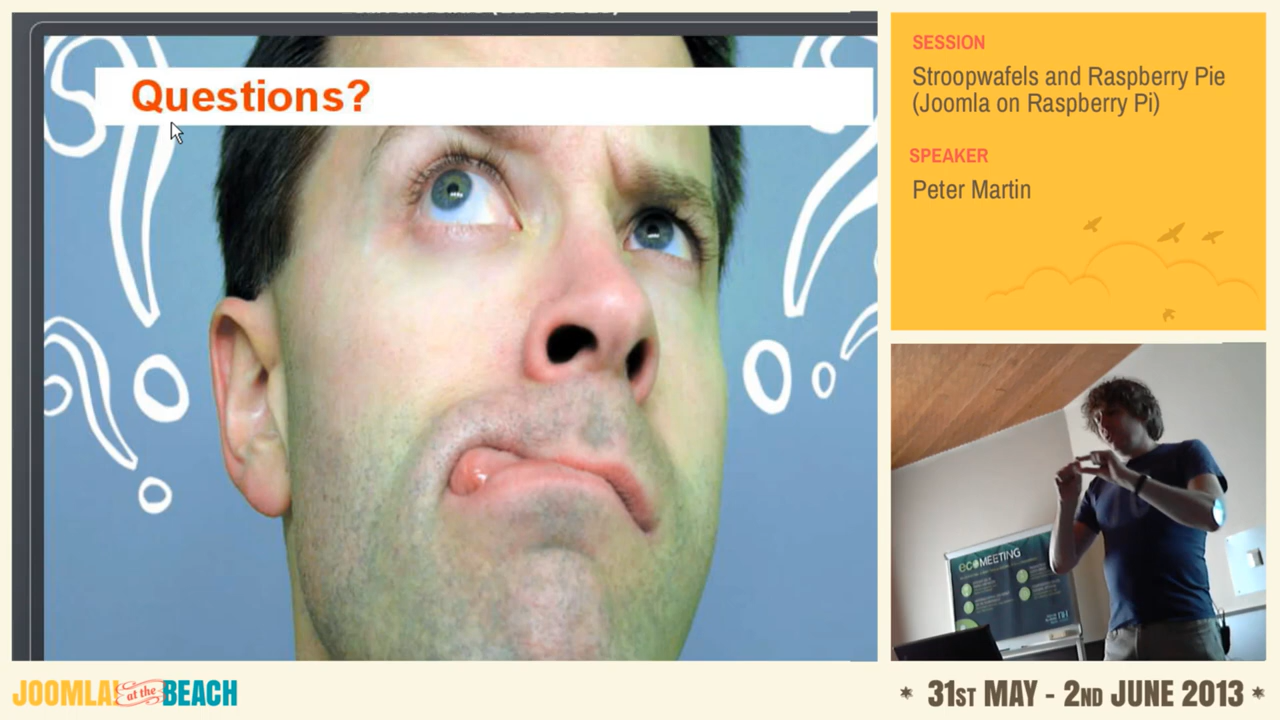 Questions?
SESSION
Stroopwafels and Raspberry Pie
(Joomla on Raspberry Pi)
SPEAKER
Peter Martin
ecoMEETING
JOOMLA! at the BEACH
* 31ST MAY - 2ND JUNE 2013 *